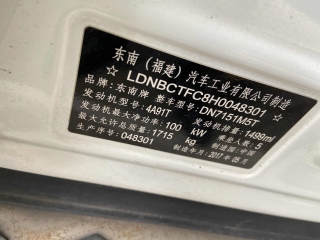 东南（福建）汽车工业有限公司制造
LDNBCTFC8H0048301
品牌：东南牌 整车型号：DN7151M5T
发动机型号：4A91T 发动机排量：1499ml
发动机最大净功率：100 kW 乘坐人数：5
最大允许总质量：1715 kg 制造国：中国
生产序号：048301 制造年月：2017年05月